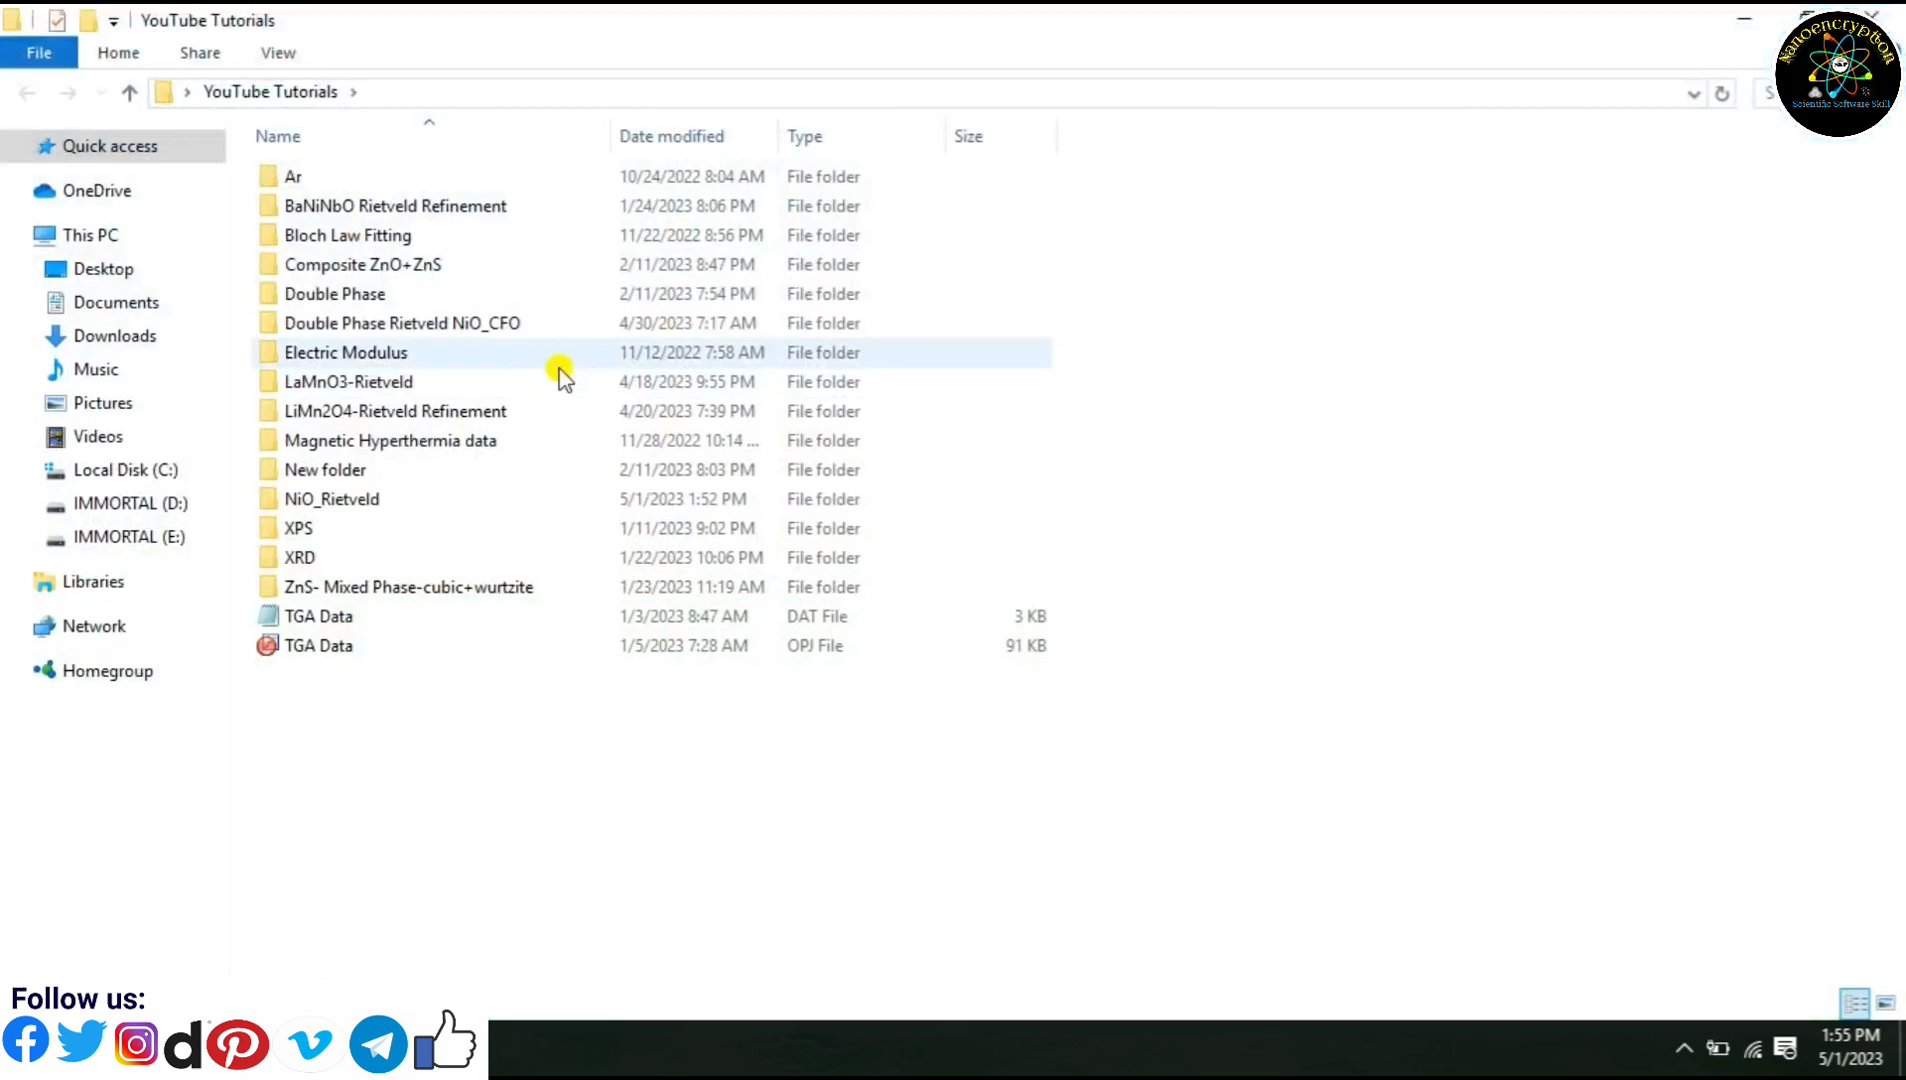 YouTube Tutorials
File Home Share View
YouTube Tutorials
Nanoencryption
Scientific Software Skill
Name Date modified Type Size
Quick access
OneDrive
This PC
Desktop
Documents
Downloads
Music
Pictures
Videos
Local Disk (C:)
IMMORTAL (D:)
IMMORTAL (E:)
Libraries
Network
Homegroup
Ar 10/24/2022 8:04 AM File folder
BaNiNbO Rietveld Refinement 1/24/2023 8:06 PM File folder
Bloch Law Fitting 11/22/2022 8:56 PM File folder
Composite ZnO+ZnS 2/11/2023 8:47 PM File folder
Double Phase 2/11/2023 7:54 PM File folder
Double Phase Rietveld NiO_CFO 4/30/2023 7:17 AM File folder
Electric Modulus 11/12/2022 7:58 AM File folder
LaMnO3-Rietveld 4/18/2023 9:55 PM File folder
LiMn2O4-Rietveld Refinement 4/20/2023 7:39 PM File folder
Magnetic Hyperthermia data 11/28/2022 10:14 ... File folder
New folder 2/11/2023 8:03 PM File folder
NiO_Rietveld 5/1/2023 1:52 PM File folder
XPS 1/11/2023 9:02 PM File folder
XRD 1/22/2023 10:06 PM File folder
ZnS- Mixed Phase-cubic+wurtzite 1/23/2023 11:19 AM File folder
TGA Data 1/3/2023 8:47 AM DAT File 3 KB
TGA Data 1/5/2023 7:28 AM OPJ File 91 KB
Follow us:
1:55 PM
5/1/2023